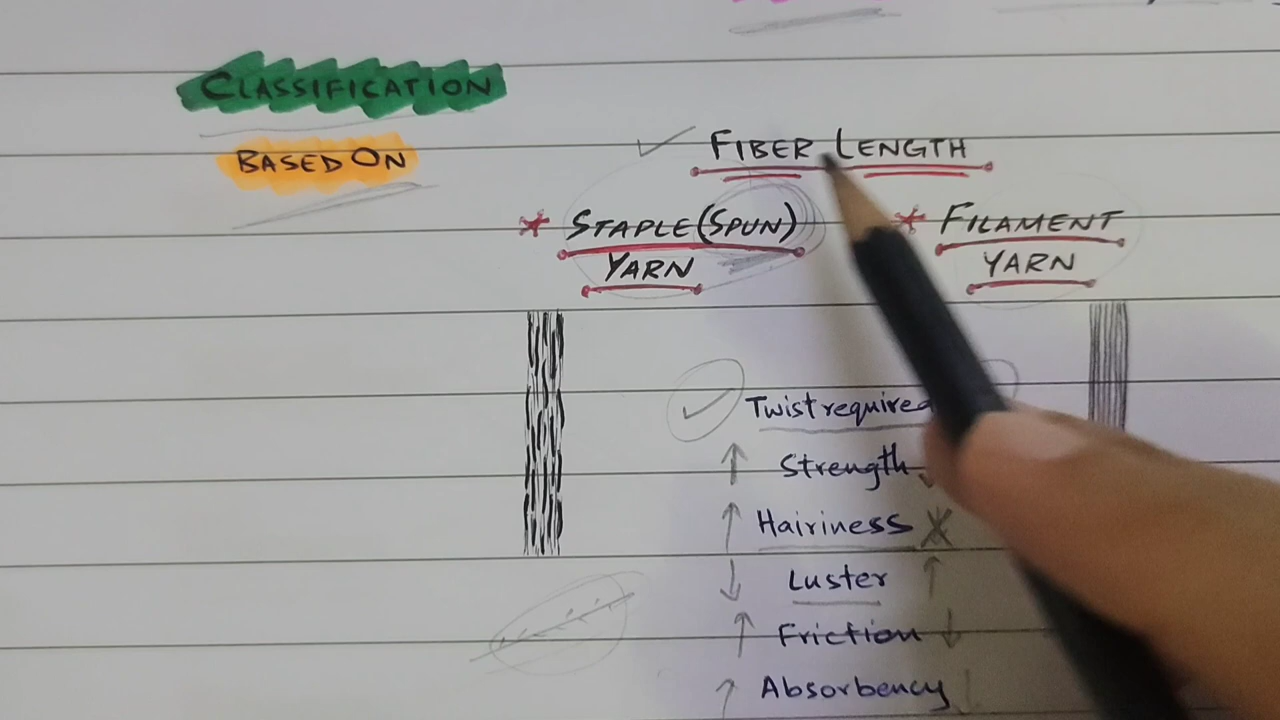 CLASSIFICATION
BASED ON
FIBER LENGTH
* STAPLE (SPUN) YARN
* FILAMENT YARN
Twist required
Strength
Hairiness
Luster
Friction
Absorbency